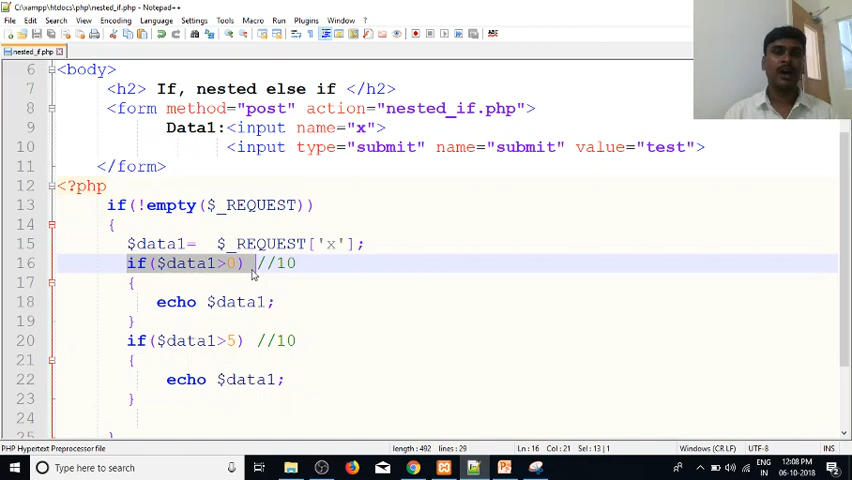 C:\xampp\htdocs\php\nested_if.php - Notepad++
File Edit Search View Encoding Language Settings Tools Macro Run Plugins Window ?
nested_if.php
6 <body>
7 <h2> If, nested else if </h2>
8 <form method="post" action="nested_if.php">
9 Data1:<input name="x">
10 <input type="submit" name="submit" value="test">
11 </form>
12 <?php
13 if(!empty($_REQUEST))
14 {
15 $data1= $_REQUEST['x'];
16 if($data1>0) //10
17 {
18 echo $data1;
19 }
20 if($data1>5) //10
21 {
22 echo $data1;
23 }
24
25 }
PHP Hypertext Preprocessor file length : 492 lines : 29 Ln : 16 Col : 21 Sel : 13 | 1 Windows (CR LF) UTF-8 INS
Type here to search
ENG
IN
12:08 PM
06-10-2018